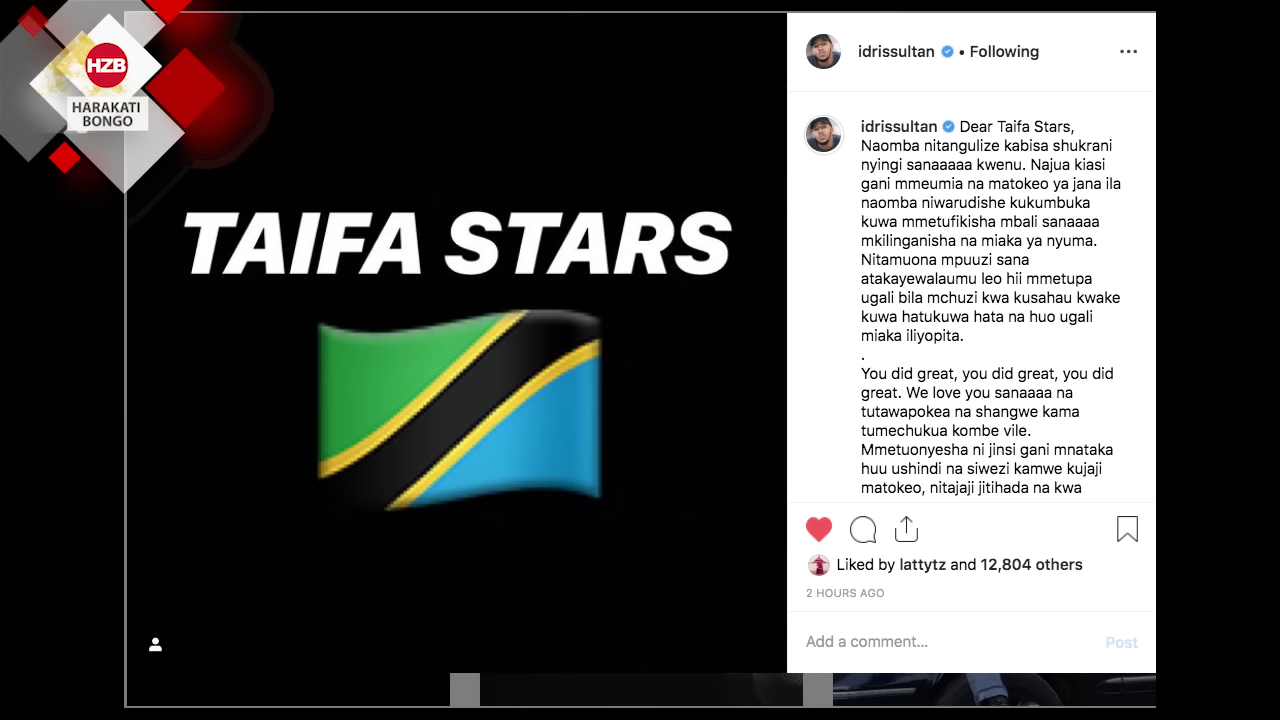 HZB
HARAKATI
BONGO
TAIFA STARS
idrissultan • Following
idrissultan Dear Taifa Stars,
Naomba nitangulize kabisa shukrani
nyingi sanaaaaa kwenu. Najua kiasi
gani mmeumia na matokeo ya jana ila
naomba niwarudishe kukumbuka
kuwa mmetufikisha mbali sanaaaa
mkilinganisha na miaka ya nyuma.
Nitamuona mpuuzi sana
atakayewalaumu leo hii mmetupa
ugali bila mchuzi kwa kusahau kwake
kuwa hatukuwa hata na huo ugali
miaka iliyopita.
.
You did great, you did great, you did
great. We love you sanaaaa na
tutawapokea na shangwe kama
tumechukua kombe vile.
Mmetuonyesha ni jinsi gani mnataka
huu ushindi na siwezi kamwe kujaji
matokeo, nitajaji jitihada na kwa
Liked by lattytz and 12,804 others
2 HOURS AGO
Add a comment...
Post